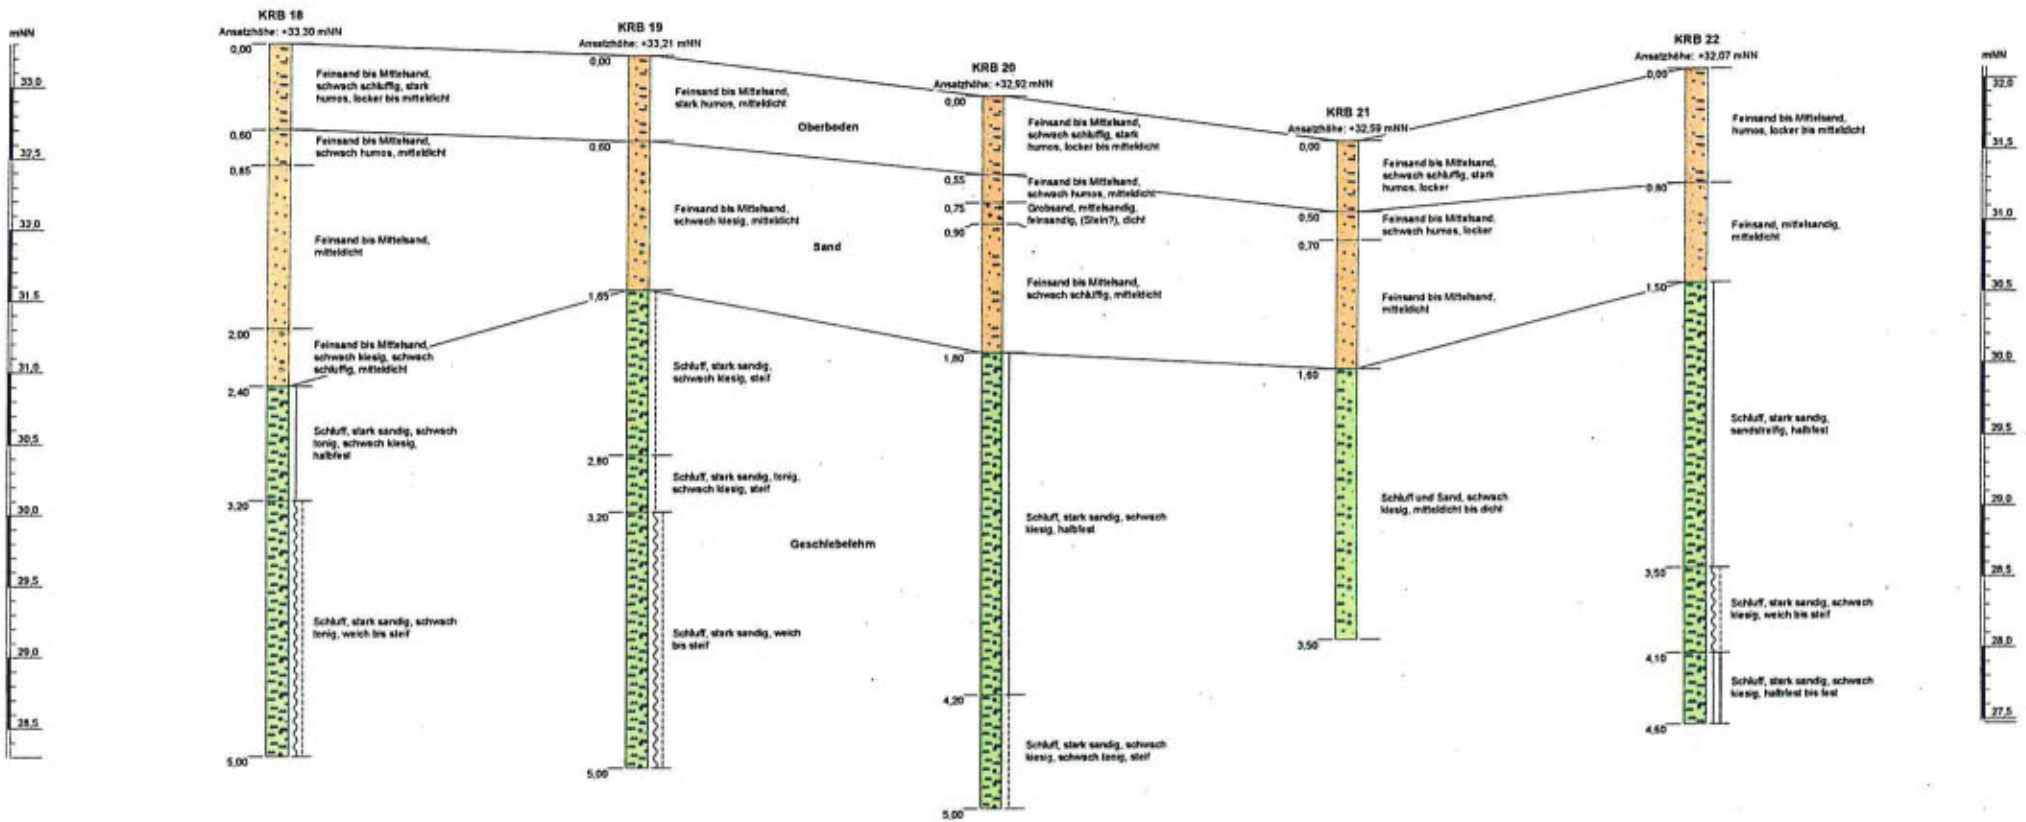 mNN
33,0
32,5
32,0
31,5
31,0
30,5
30,0
29,5
29,0
28,5
KRB 18
Ansatzhöhe: +33,30 mNN
0,00
Feinsand bis Mittelsand,
schwach schluffig, stark
humos, locker bis mitteldicht
0,60
Feinsand bis Mittelsand,
schwach humos, mitteldicht
0,85
Feinsand bis Mittelsand,
mitteldicht
2,00
Feinsand bis Mittelsand,
schwach kiesig, schwach
schluffig, mitteldicht
2,40
Schluff, stark sandig, schwach
tonig, schwach kiesig,
halbfest
3,20
Schluff, stark sandig, schwach
tonig, weich bis steif
5,00
KRB 19
Ansatzhöhe: +33,21 mNN
0,00
Feinsand bis Mittelsand,
stark humos, mitteldicht
0,60
Feinsand bis Mittelsand,
schwach kiesig, mitteldicht
1,65
Schluff, stark sandig,
schwach kiesig, steif
2,80
Schluff, stark sandig, tonig,
schwach kiesig, steif
3,20
Schluff, stark sandig, weich
bis steif
5,00
Oberboden
Sand
Geschiebelehm
KRB 20
Ansatzhöhe: +32,92 mNN
0,00
Feinsand bis Mittelsand,
schwach schluffig, stark
humos, locker bis mitteldicht
0,55
Feinsand bis Mittelsand,
schwach humos, mitteldicht
0,75
Grobsand, mittelsandig,
feinsandig, (Stein?), dicht
0,90
Feinsand bis Mittelsand,
schwach schluffig, mitteldicht
1,80
Schluff, stark sandig, schwach
kiesig, halbfest
4,20
Schluff, stark sandig, schwach
kiesig, schwach tonig, steif
5,00
KRB 21
Ansatzhöhe: +32,59 mNN
0,00
Feinsand bis Mittelsand,
schwach schluffig, stark
humos, locker
0,50
Feinsand bis Mittelsand,
schwach humos, locker
0,70
Feinsand bis Mittelsand,
mitteldicht
1,60
Schluff und Sand, schwach
kiesig, mitteldicht bis dicht
3,50
KRB 22
Ansatzhöhe: +32,07 mNN
0,00
Feinsand bis Mittelsand,
humos, locker bis mitteldicht
0,80
Feinsand, mittelsandig,
mitteldicht
1,50
Schluff, stark sandig,
sandstreifig, halbfest
3,50
Schluff, stark sandig, schwach
kiesig, weich bis steif
4,10
Schluff, stark sandig, schwach
kiesig, halbfest bis fest
4,60
mNN
32,0
31,5
31,0
30,5
30,0
29,5
29,0
28,5
28,0
27,5